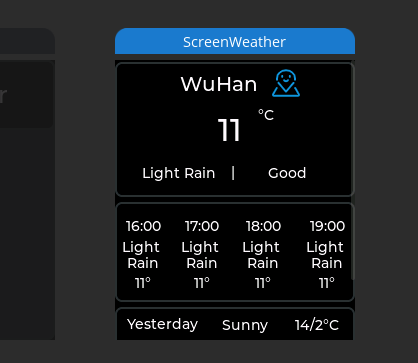 ScreenWeather
WuHan
11 °C
Light Rain | Good
16:00 17:00 18:00 19:00
Light Light Light Light
Rain Rain Rain Rain
11° 11° 11° 11°
Yesterday Sunny 14/2°C